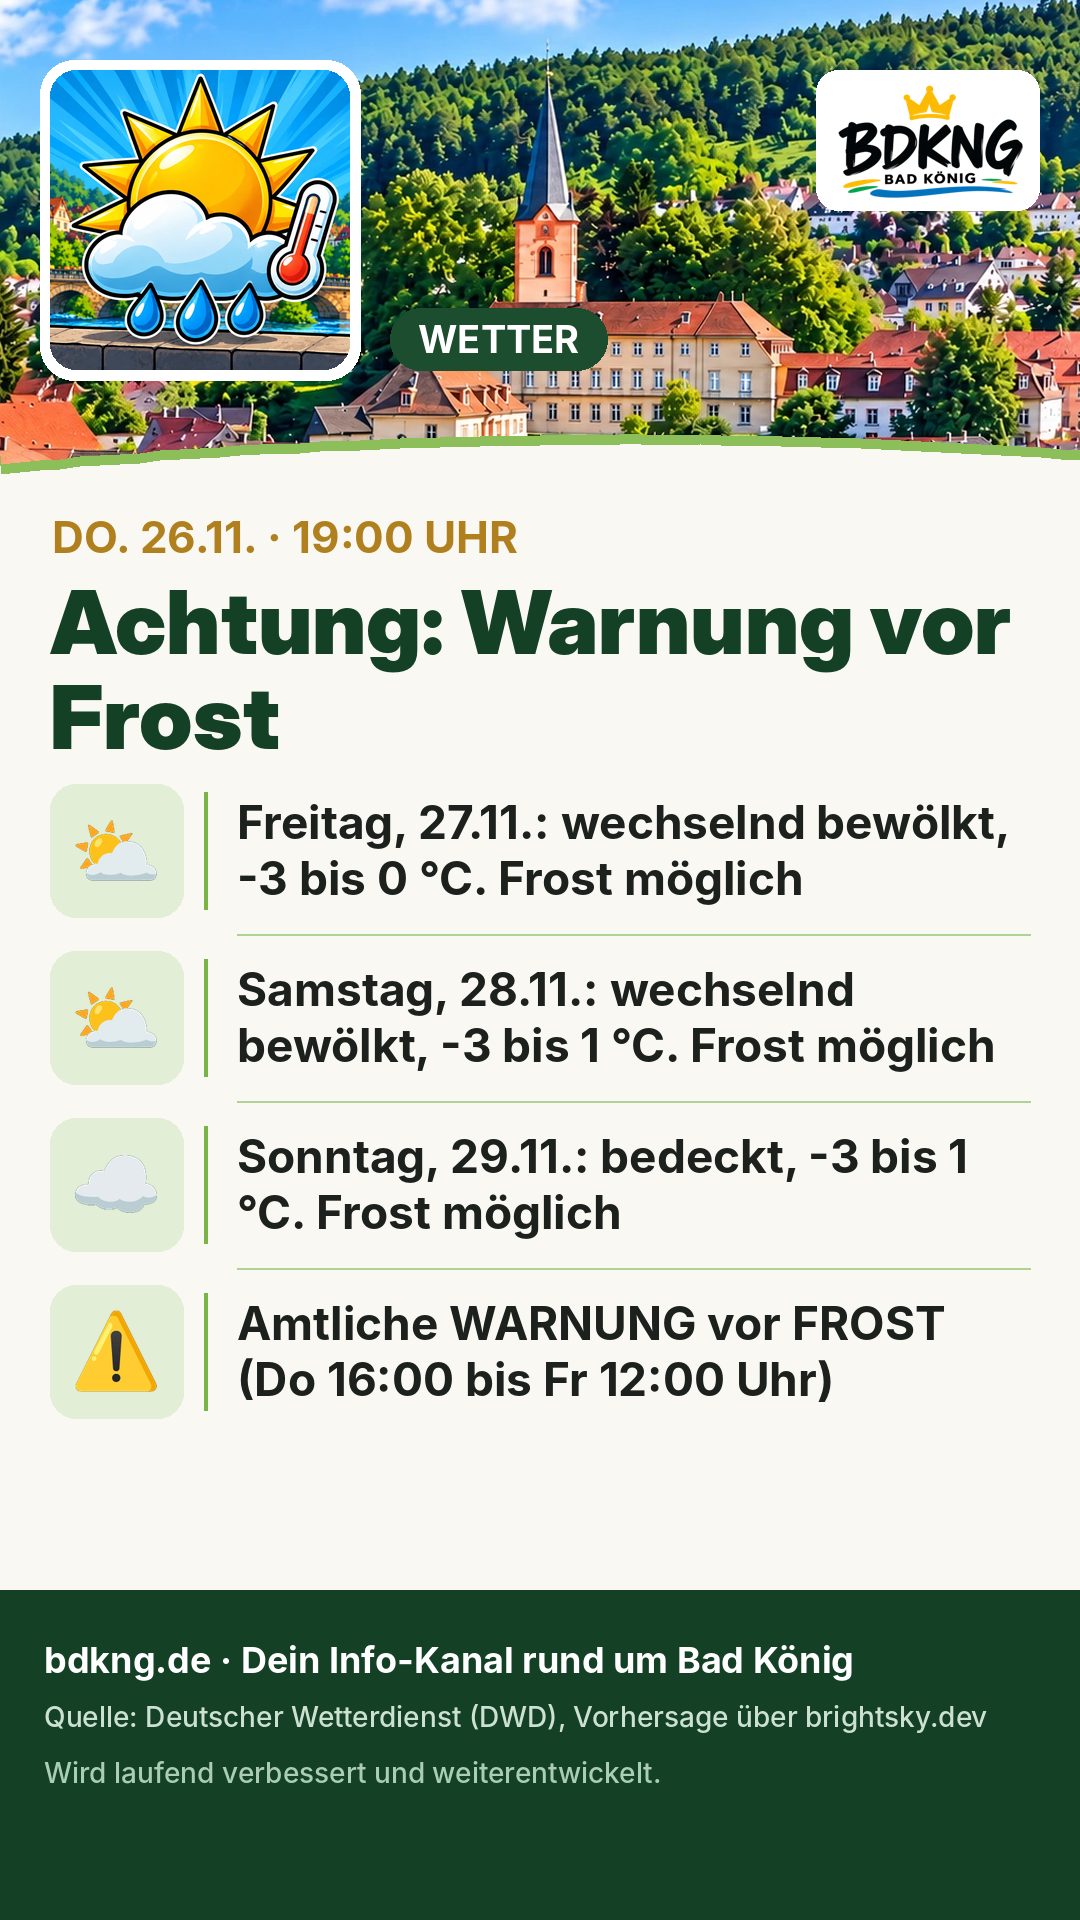 BDKNG
BAD KÖNIG
WETTER
DO. 26.11. · 19:00 UHR
Achtung: Warnung vor
Frost
Freitag, 27.11.: wechselnd bewölkt,
-3 bis 0 °C. Frost möglich
Samstag, 28.11.: wechselnd
bewölkt, -3 bis 1 °C. Frost möglich
Sonntag, 29.11.: bedeckt, -3 bis 1
°C. Frost möglich
Amtliche WARNUNG vor FROST
(Do 16:00 bis Fr 12:00 Uhr)
bdkng.de · Dein Info-Kanal rund um Bad König
Quelle: Deutscher Wetterdienst (DWD), Vorhersage über brightsky.dev
Wird laufend verbessert und weiterentwickelt.